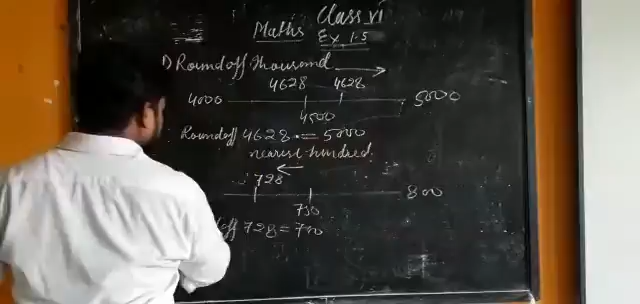 Class VI
Maths Ex 1.5
1) Roundoff thousand
4628 4628
4000 5000
4500
Roundoff 4628 = 5000
nearest hundred
728
800
750
off 728 = 700